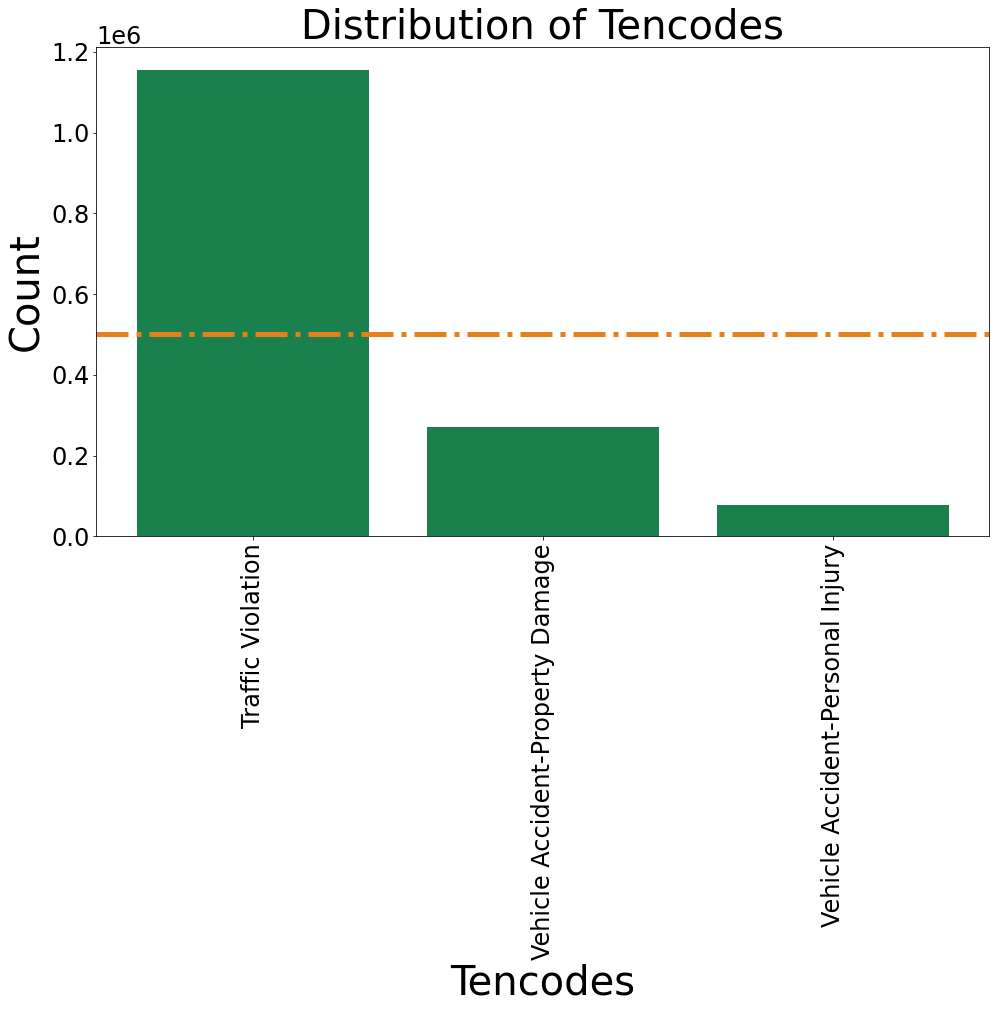 Distribution of Tencodes
1e6
1.2
1.0
0.8
0.6
0.4
0.2
0.0
Count
Traffic Violation
Vehicle Accident-Property Damage
Vehicle Accident-Personal Injury
Tencodes